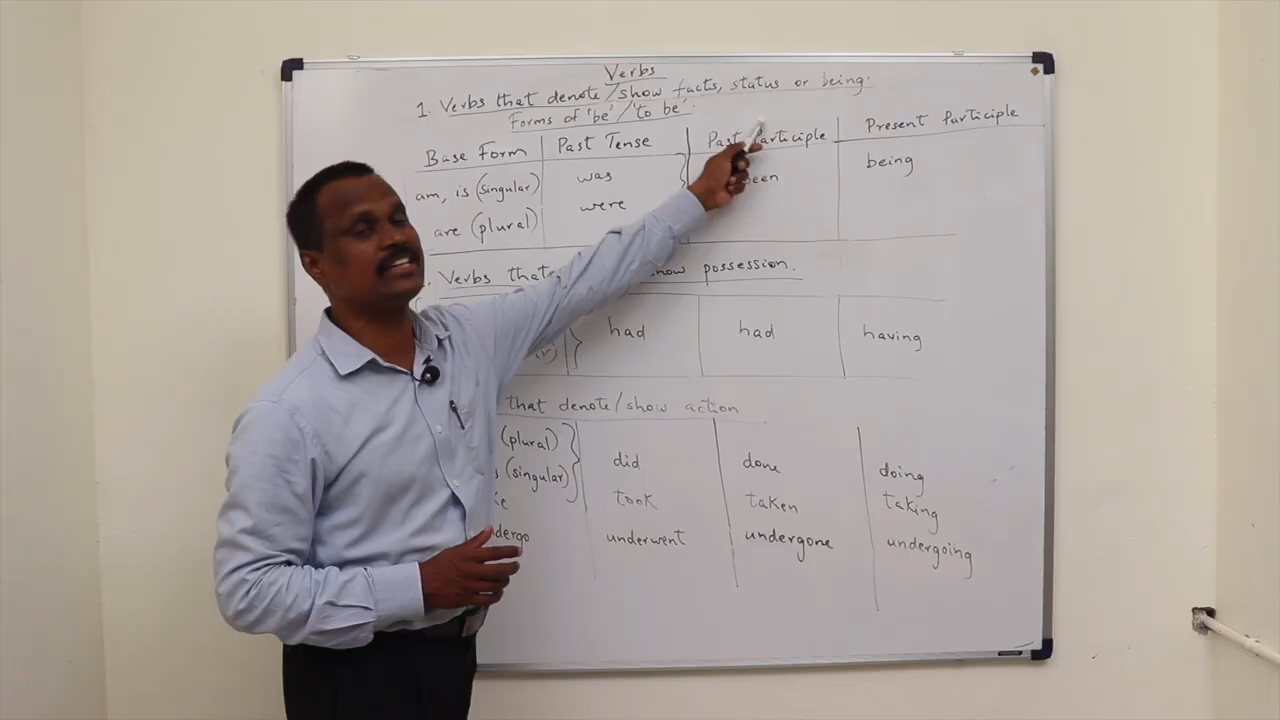 Verbs
1. Verbs that denote/show facts, status or being.
Forms of 'be'/'to be'.
Base Form Past Tense Past Participle Present Participle
am, is (singular) was been being
are (plural) were
Verbs that show possession.
had had having
that denote/show action
(plural) did done doing
(singular) took taken taking
underwent undergone undergoing